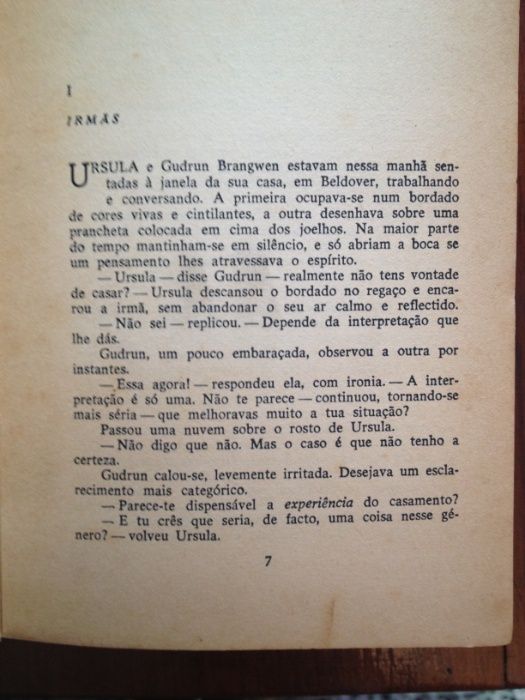 I
IRMÃS
URSULA e Gudrun Brangwen estavam nessa manhã sen-
tadas à janela da sua casa, em Beldover, trabalhando
e conversando. A primeira ocupava-se num bordado
de cores vivas e cintilantes, a outra desenhava sobre uma
prancheta colocada em cima dos joelhos. Na maior parte
do tempo mantinham-se em silêncio, e só abriam a boca se
um pensamento lhes atravessava o espírito.
— Ursula — disse Gudrun — realmente não tens vontade
de casar? — Ursula descansou o bordado no regaço e enca-
rou a irmã, sem abandonar o seu ar calmo e reflectido.
— Não sei — replicou. — Depende da interpretação que
lhe dás.
Gudrun, um pouco embaraçada, observou a outra por
instantes.
— Essa agora! — respondeu ela, com ironia. — A inter-
pretação é só uma. Não te parece — continuou, tornando-se
mais séria — que melhoravas muito a tua situação?
Passou uma nuvem sobre o rosto de Ursula.
— Não digo que não. Mas o caso é que não tenho a
certeza.
Gudrun calou-se, levemente irritada. Desejava um escla-
recimento mais categórico.
— Parece-te dispensável a experiência do casamento?
— E tu crês que seria, de facto, uma coisa nesse gé-
nero? — volveu Ursula.
7